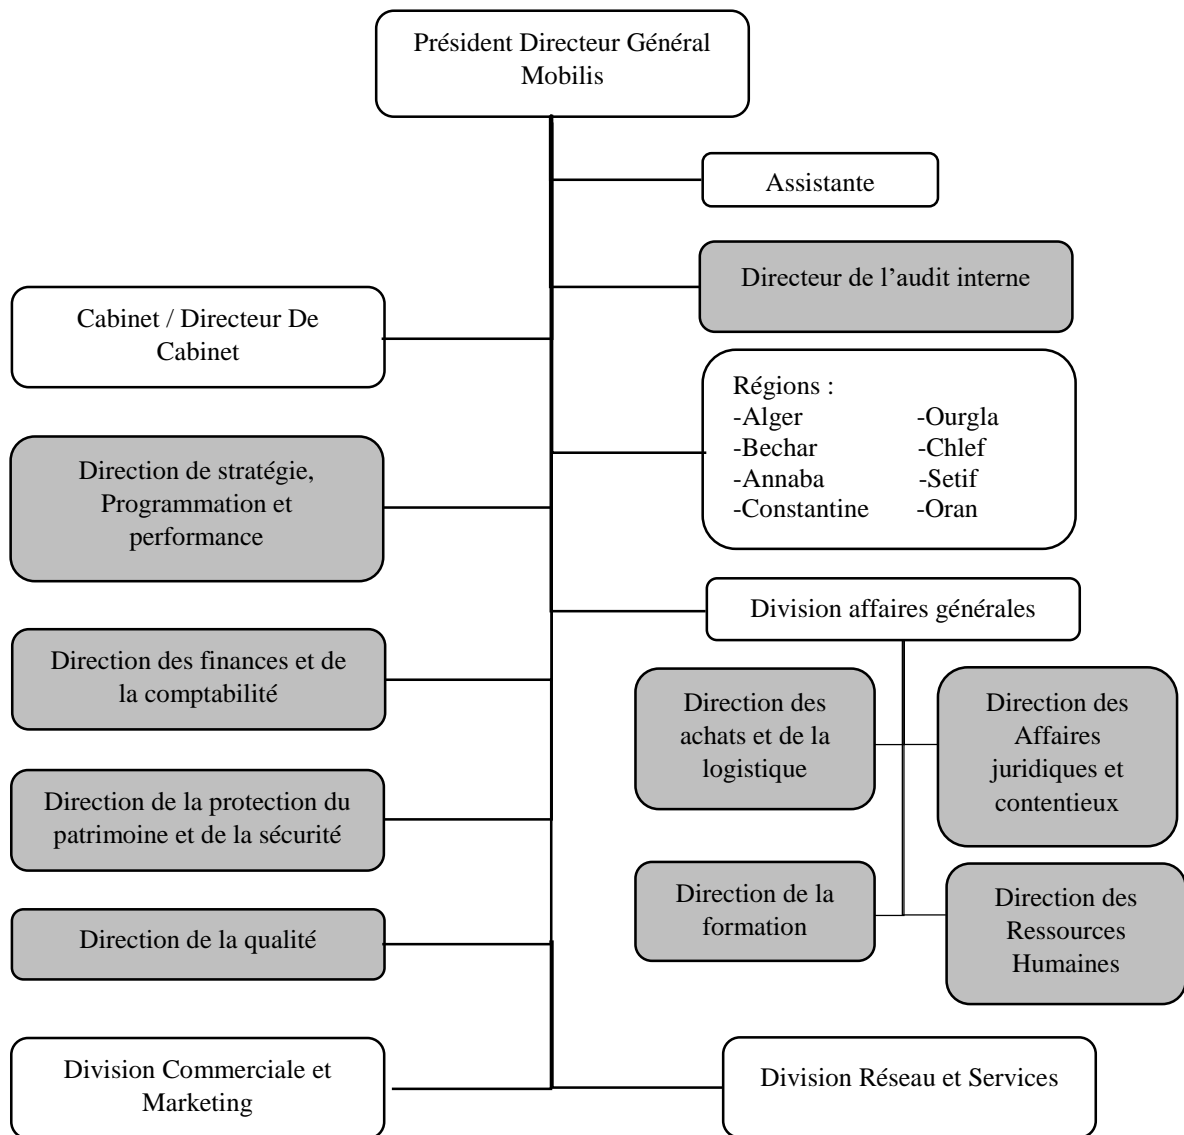 Président Directeur Général
Mobilis
Assistante
Directeur de l’audit interne
Cabinet / Directeur De
Cabinet
Régions :
-Alger -Ourgla
-Bechar -Chlef
-Annaba -Setif
-Constantine -Oran
Direction de stratégie,
Programmation et
performance
Division affaires générales
Direction des finances et de
la comptabilité
Direction des
achats et de la
logistique
Direction des
Affaires
juridiques et
contentieux
Direction de la protection du
patrimoine et de la sécurité
Direction de la
formation
Direction des
Ressources
Humaines
Direction de la qualité
Division Commerciale et
Marketing
Division Réseau et Services